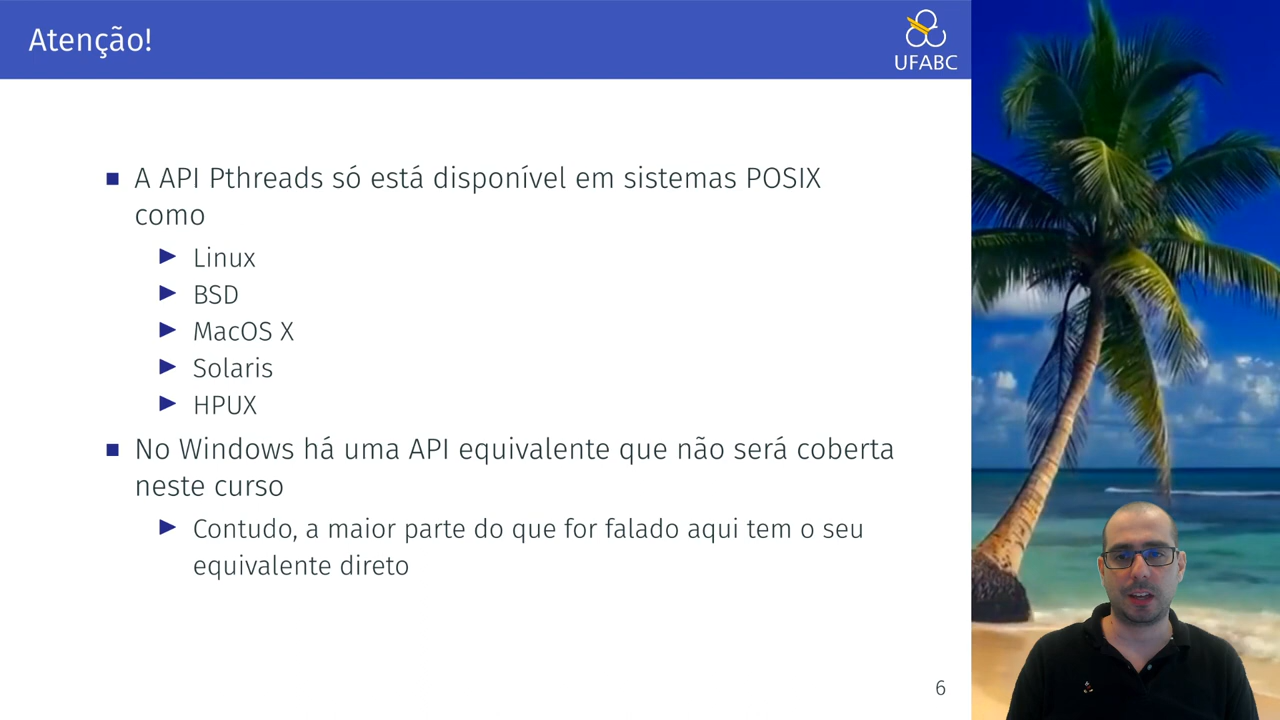 Atenção!
UFABC
A API Pthreads só está disponível em sistemas POSIX
como
Linux
BSD
MacOS X
Solaris
HPUX
No Windows há uma API equivalente que não será coberta
neste curso
Contudo, a maior parte do que for falado aqui tem o seu
equivalente direto
6